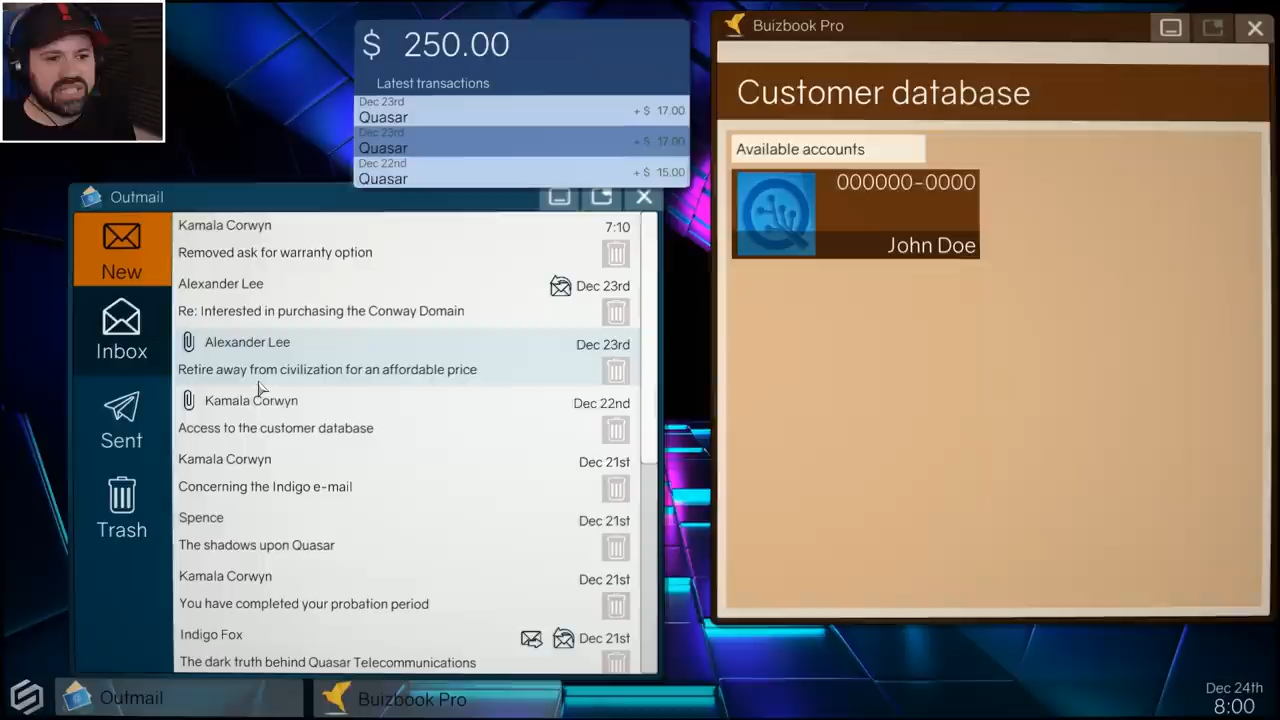 $ 250.00
Latest transactions
Dec 23rd
Quasar
+ $ 17.00
Dec 23rd
Quasar
+ $ 17.00
Dec 22nd
Quasar
+ $ 15.00
Outmail
New
Inbox
Sent
Trash
Kamala Corwyn
7:10
Removed ask for warranty option
Alexander Lee
Dec 23rd
Re: Interested in purchasing the Conway Domain
Alexander Lee
Dec 23rd
Retire away from civilization for an affordable price
Kamala Corwyn
Dec 22nd
Access to the customer database
Kamala Corwyn
Dec 21st
Concerning the Indigo e-mail
Spence
Dec 21st
The shadows upon Quasar
Kamala Corwyn
Dec 21st
You have completed your probation period
Indigo Fox
Dec 21st
The dark truth behind Quasar Telecommunications
Buizbook Pro
Customer database
Available accounts
000000-0000
John Doe
Outmail
Buizbook Pro
Dec 24th
8:00